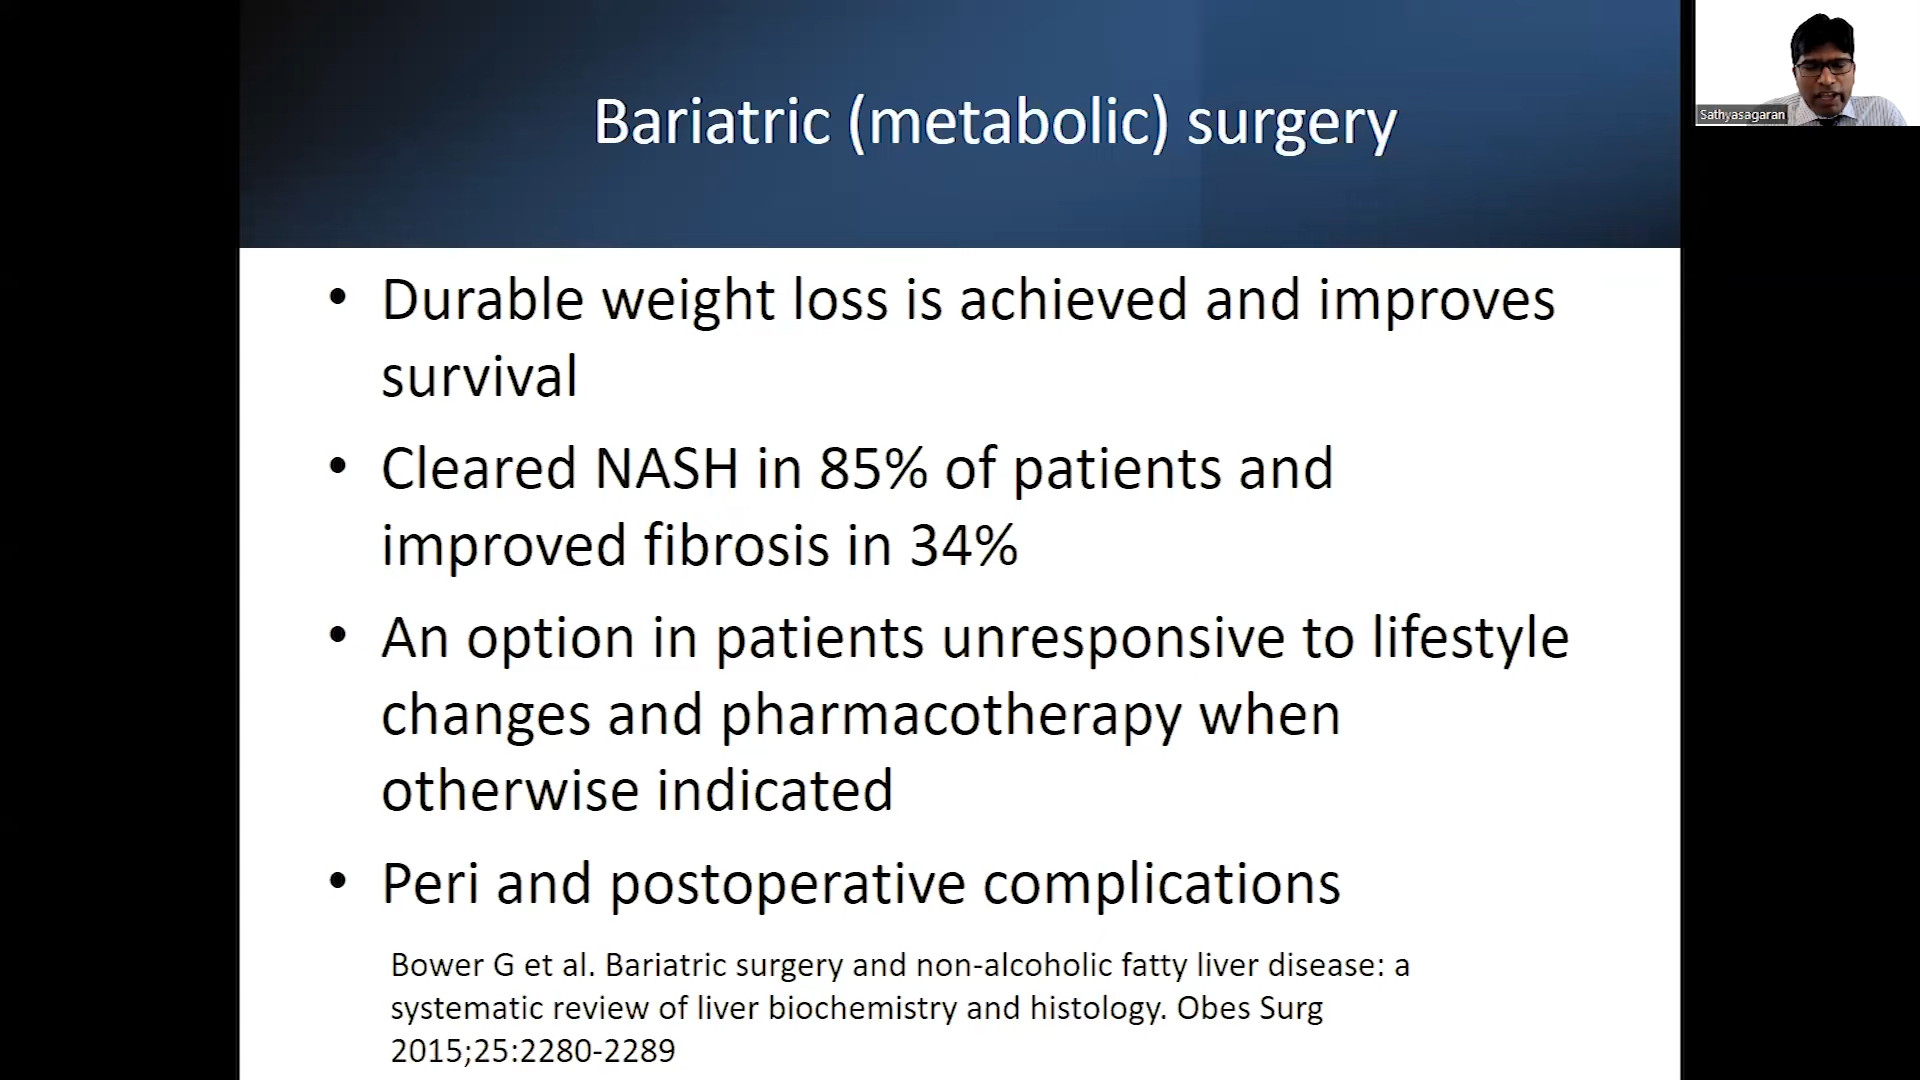 Bariatric (metabolic) surgery
Sathyasagaran
• Durable weight loss is achieved and improves
survival
• Cleared NASH in 85% of patients and
improved fibrosis in 34%
• An option in patients unresponsive to lifestyle
changes and pharmacotherapy when
otherwise indicated
• Peri and postoperative complications
Bower G et al. Bariatric surgery and non-alcoholic fatty liver disease: a
systematic review of liver biochemistry and histology. Obes Surg
2015;25:2280-2289